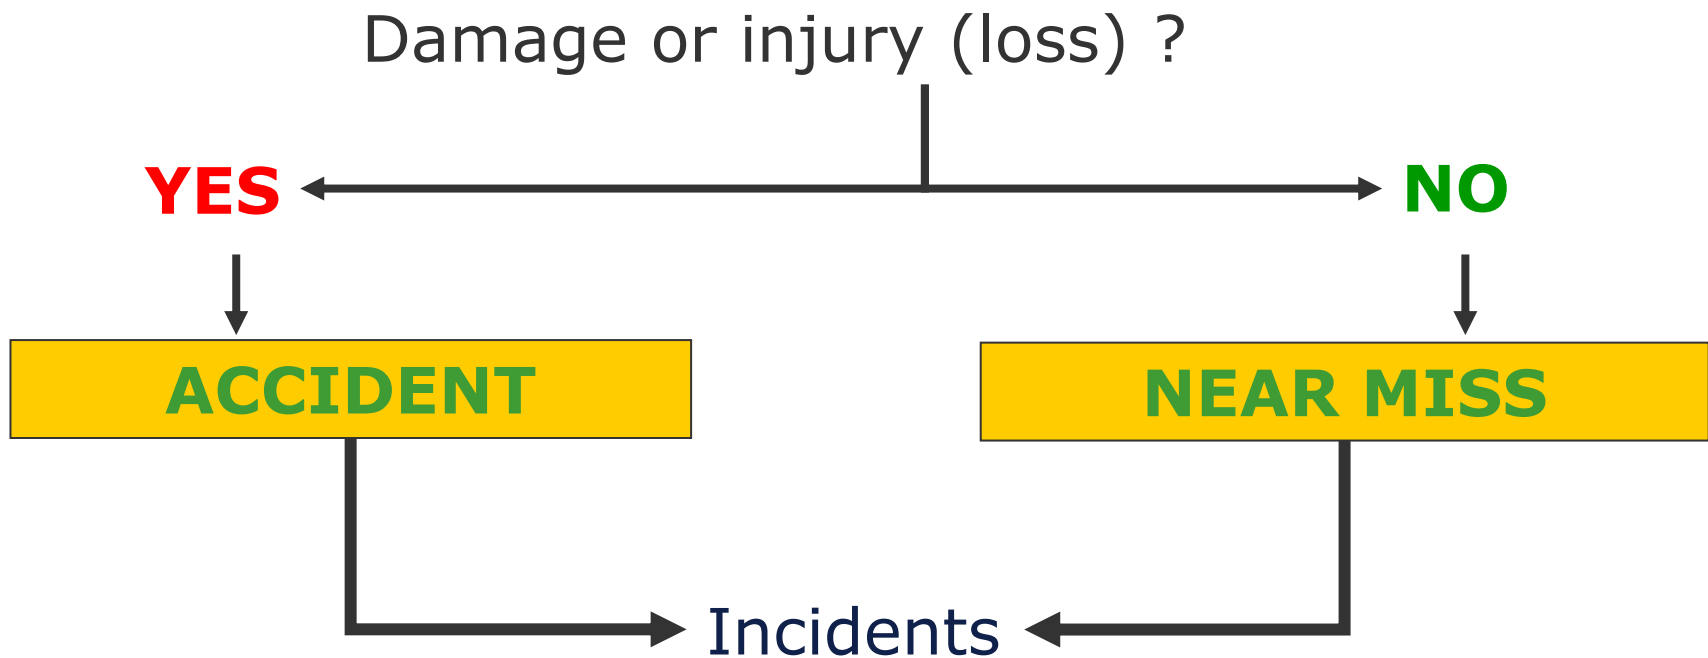 Damage or injury (loss) ?
YES
NO
ACCIDENT
NEAR MISS
Incidents